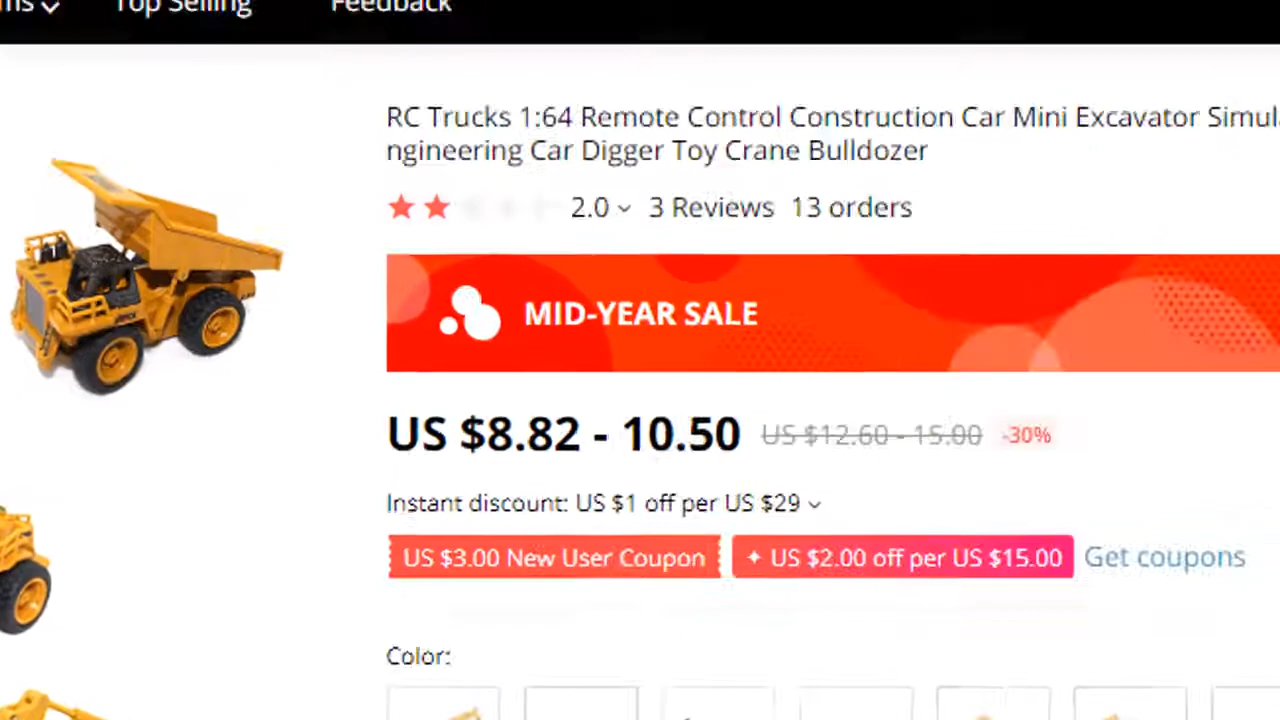 Top Selling
Feedback
RC Trucks 1:64 Remote Control Construction Car Mini Excavator
ngineering Car Digger Toy Crane Bulldozer
2.0 3 Reviews 13 orders
MID-YEAR SALE
US $8.82 - 10.50 US $12.60 - 15.00 -30%
Instant discount: US $1 off per US $29
US $3.00 New User Coupon US $2.00 off per US $15.00 Get coupons
Color: